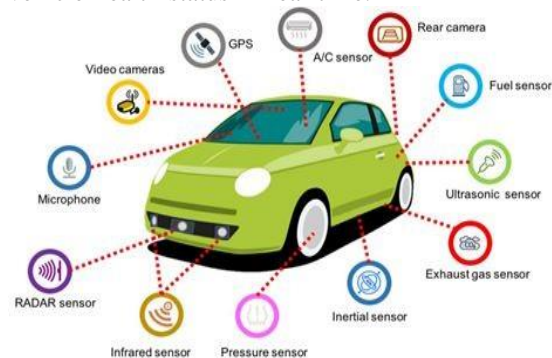 GPS
A/C sensor
Rear camera
Video cameras
Fuel sensor
Microphone
Ultrasonic sensor
RADAR sensor
Exhaust gas sensor
Inertial sensor
Infrared sensor
Pressure sensor